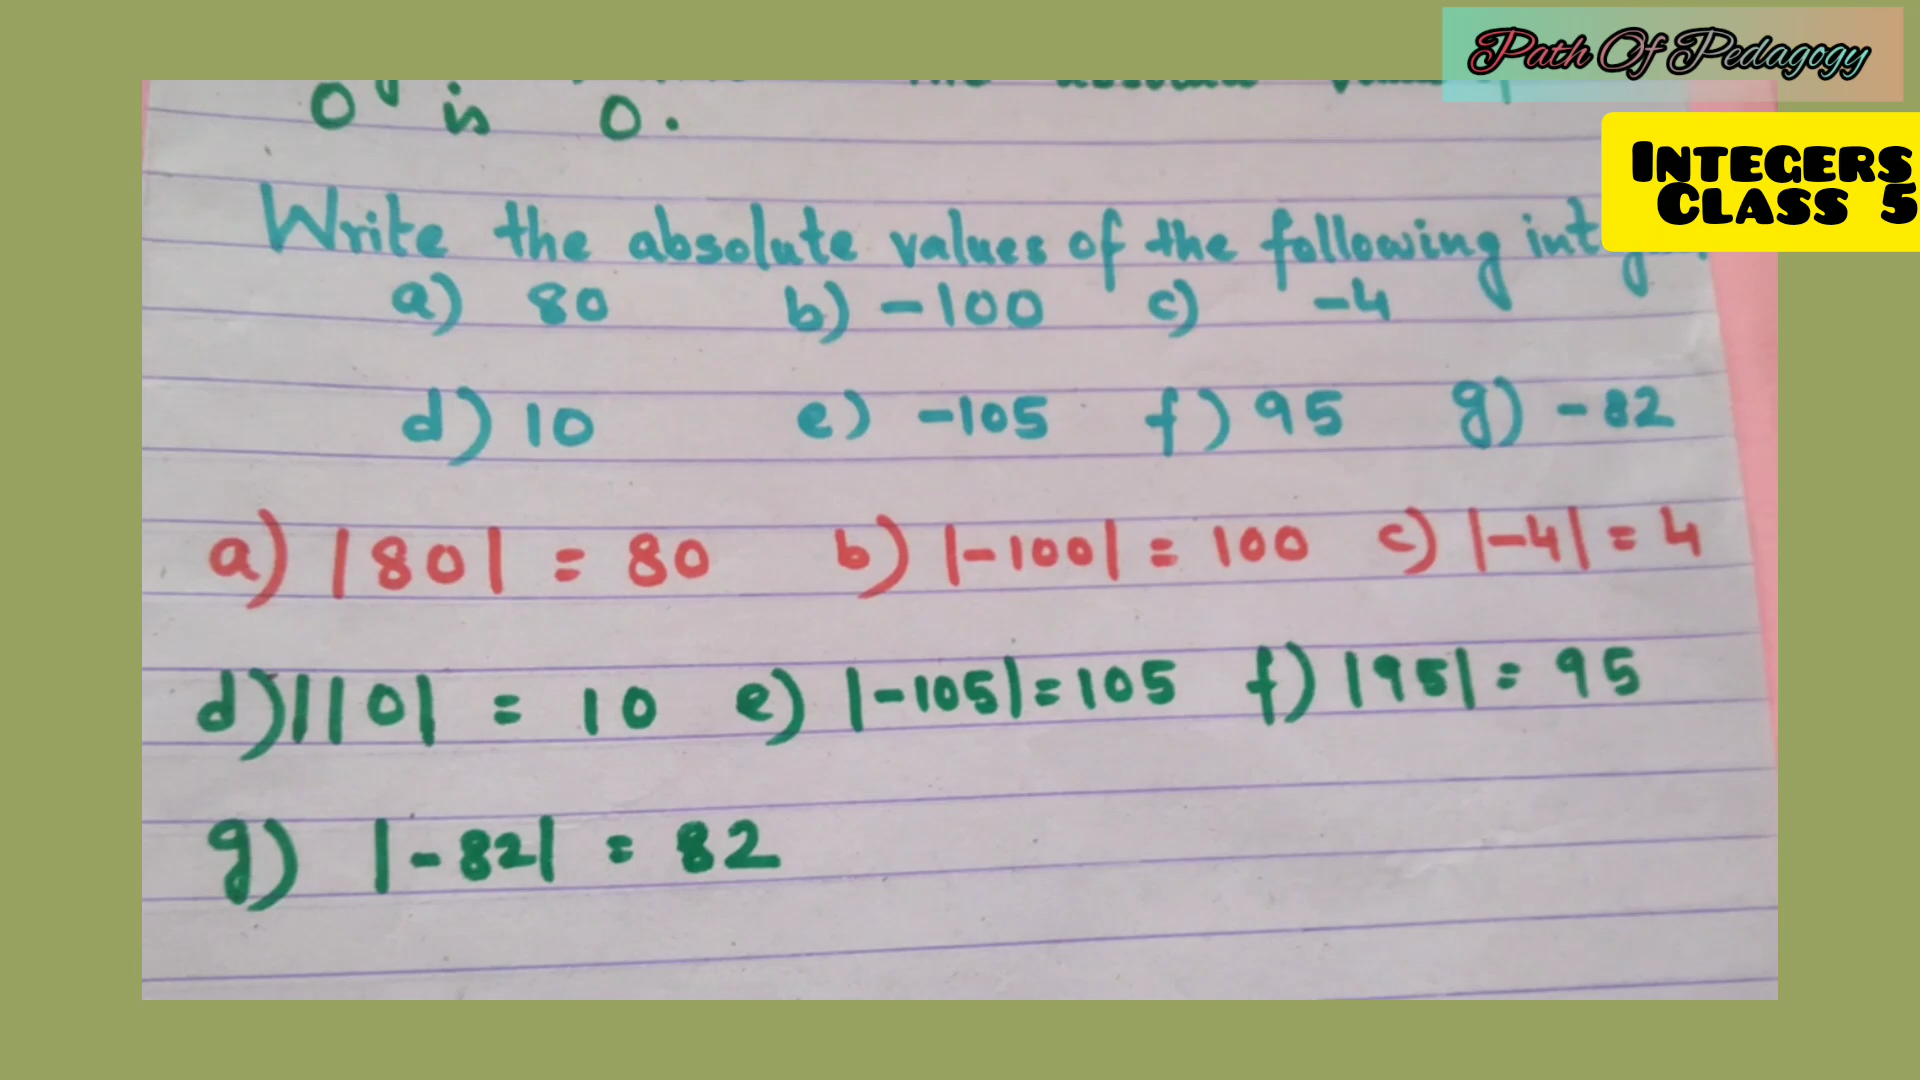 Path Of Pedagogy
INTEGERS
CLASS 5
absolute
0 is 0.
Write the absolute values of the following
a) 80 b) -100 c) -4
d) 10 e) -105 f) 95 g) -82
a) |80| = 80 b) |-100| = 100 c) |-4| = 4
d) |10| = 10 e) |-105| = 105 f) |95| = 95
g) |-82| = 82